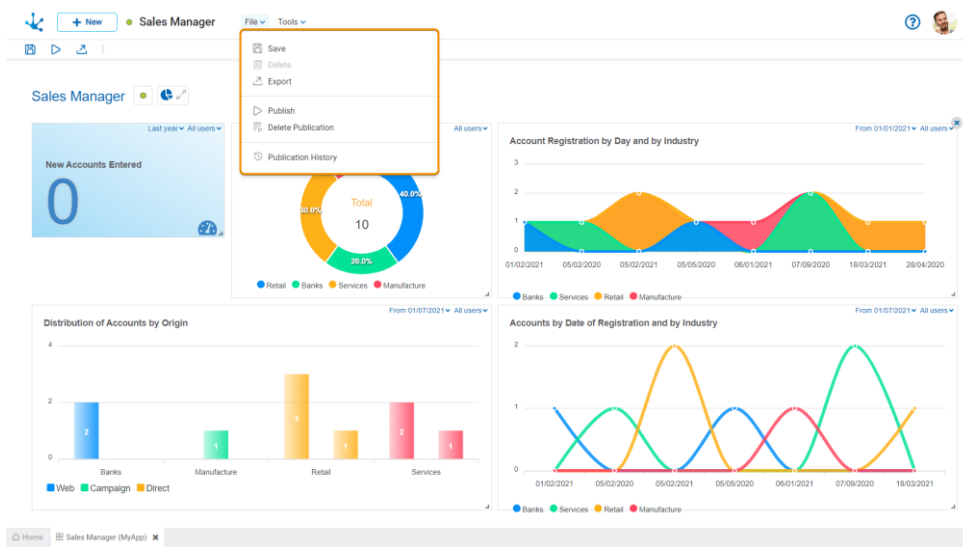 + New
Sales Manager
File
Tools
Save
Delete
Export
Publish
Delete Publication
Publication History
Sales Manager
Last year All users
New Accounts Entered
0
All users
Total
10
40.0%
20.0%
30.0%
Retail Banks Services Manufacture
From 01/01/2021 All users
Account Registration by Day and by Industry
3
2
1
0
01/02/2021 05/02/2020 05/02/2021 05/05/2020 06/01/2021 07/09/2020 18/03/2021 28/04/2020
Banks Services Retail Manufacture
From 01/07/2021 All users
Distribution of Accounts by Origin
4
2
0
2
1
3
1
2
1
Banks Manufacture Retail Services
Web Campaign Direct
From 01/07/2021 All users
Accounts by Date of Registration and by Industry
2
1
0
01/02/2021 05/02/2020 05/02/2021 05/05/2020 06/01/2021 07/09/2020 18/03/2021
Banks Services Retail Manufacture
Home
Sales Manager (MyApp)